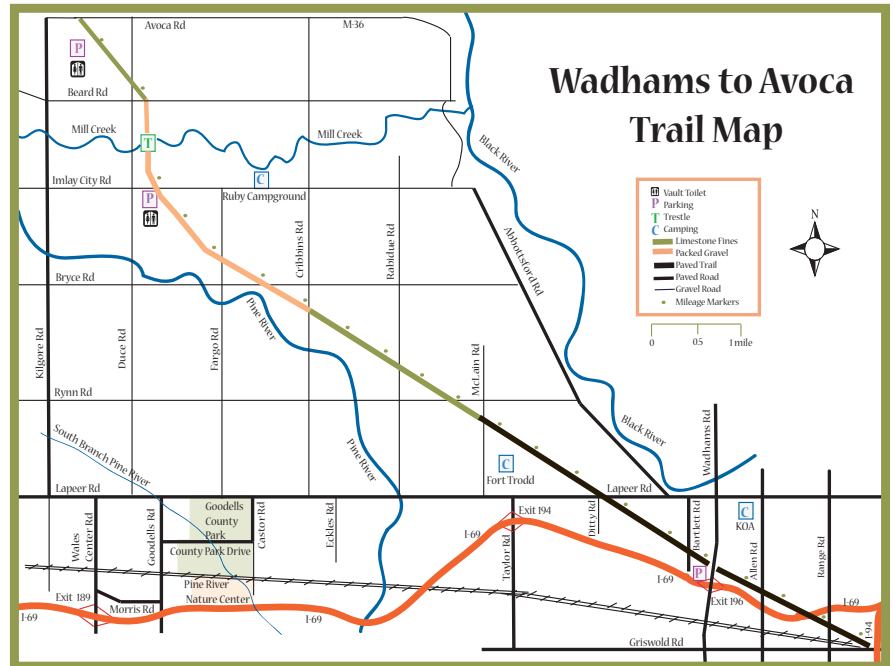 Wadhams to Avoca
Trail Map
Avoca Rd
M-36
P
Beard Rd
Mill Creek
Mill Creek
T
Black River
Imlay City Rd
C
Ruby Campground
P
Vault Toilet
P Parking
T Trestle
C Camping
Limestone Fines
Packed Gravel
Paved Trail
Paved Road
Gravel Road
Mileage Markers
N
0 0.5 1 mile
Cribbins Rd
Rabidue Rd
Abbottsford Rd
Bryce Rd
Pine River
Kilgore Rd
Duce Rd
Fargo Rd
McLain Rd
Rynn Rd
South Branch Pine River
Pine River
Black River
Wadhams Rd
C
Fort Trodd
Lapeer Rd
Lapeer Rd
Wales
Center Rd
Goodells Rd
Goodells
County
Park
Castor Rd
Eckles Rd
Exit 194
I-69
Ditty Rd
Bartlett Rd
C
KOA
County Park Drive
Taylor Rd
Allen Rd
Range Rd
Pine River
Nature Center
P
I-69
Exit 189
Morris Rd
Exit 196
I-69
I-69
I-69
I-94
Griswold Rd